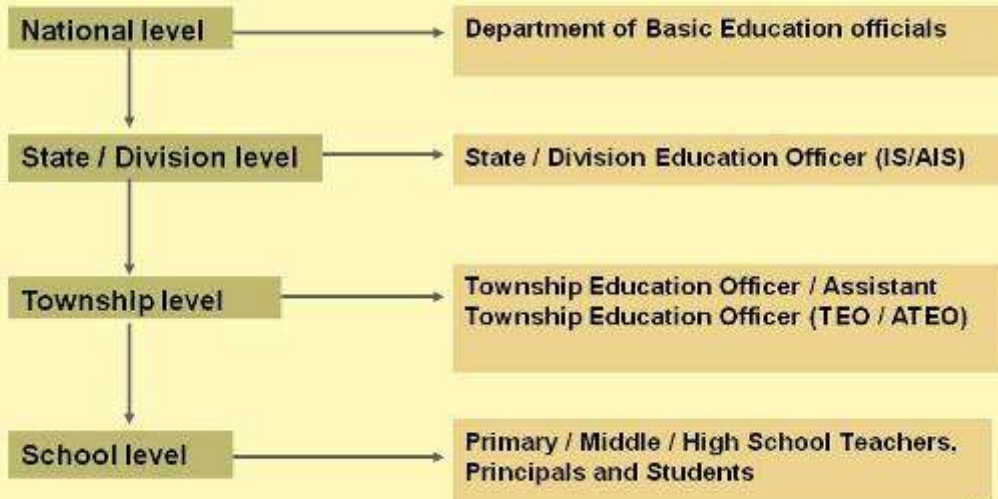 National level
Department of Basic Education officials
State / Division level
State / Division Education Officer (IS/AIS)
Township level
Township Education Officer / Assistant
Township Education Officer (TEO / ATEO)
School level
Primary / Middle / High School Teachers,
Principals and Students